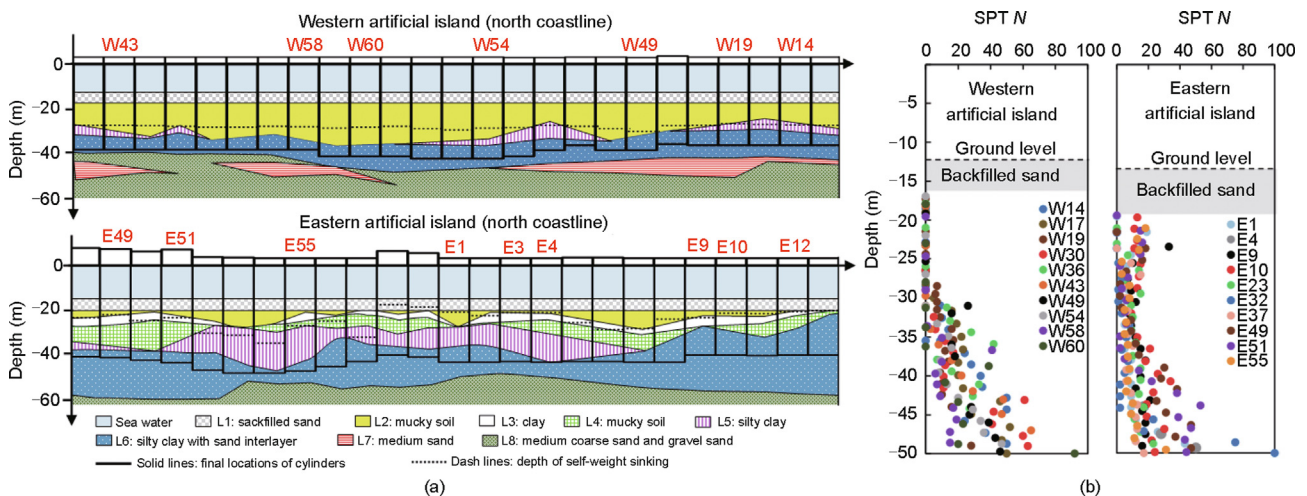 Western artificial island (north coastline)
W43
W58
W60
W54
W49
W19
W14
0
−20
−40
−60
Depth (m)
Eastern artificial island (north coastline)
E49
E51
E55
E1
E3
E4
E9
E10
E12
0
−20
−40
−60
Depth (m)
Sea water
L1: sackfilled sand
L2: mucky soil
L3: clay
L4: mucky soil
L5: silty clay
L6: silty clay with sand interlayer
L7: medium sand
L8: medium coarse sand and gravel sand
Solid lines: final locations of cylinders
Dash lines: depth of self-weight sinking
(a)
SPT N
0 20 40 60 80 100
−5
−10
−15
−20
−25
−30
−35
−40
−45
−50
Depth (m)
Western
artificial island
Ground level
Backfilled sand
W14
W17
W19
W30
W36
W43
W49
W54
W58
W60
SPT N
0 20 40 60 80 100
Eastern
artificial island
Ground level
Backfilled sand
E1
E4
E9
E10
E23
E32
E37
E49
E51
E55
(b)